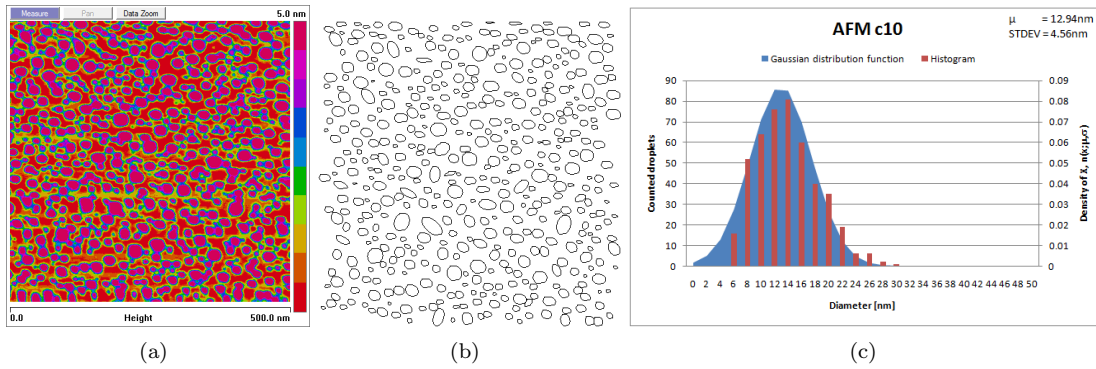 Measure Pan Data Zoom 5.0 nm
0.0 Height 500.0 nm
(a)
(b)
AFM c10
μ = 12.94nm
STDEV = 4.56nm
Gaussian distribution function Histogram
Counted droplets
90
80
70
60
50
40
30
20
10
0
0.09
0.08
0.07
0.06
0.05
0.04
0.03
0.02
0.01
0
Density of X, n(x;μ,σ)
0 2 4 6 8 10 12 14 16 18 20 22 24 26 28 30 32 34 36 38 40 42 44 46 48 50
Diameter [nm]
(c)